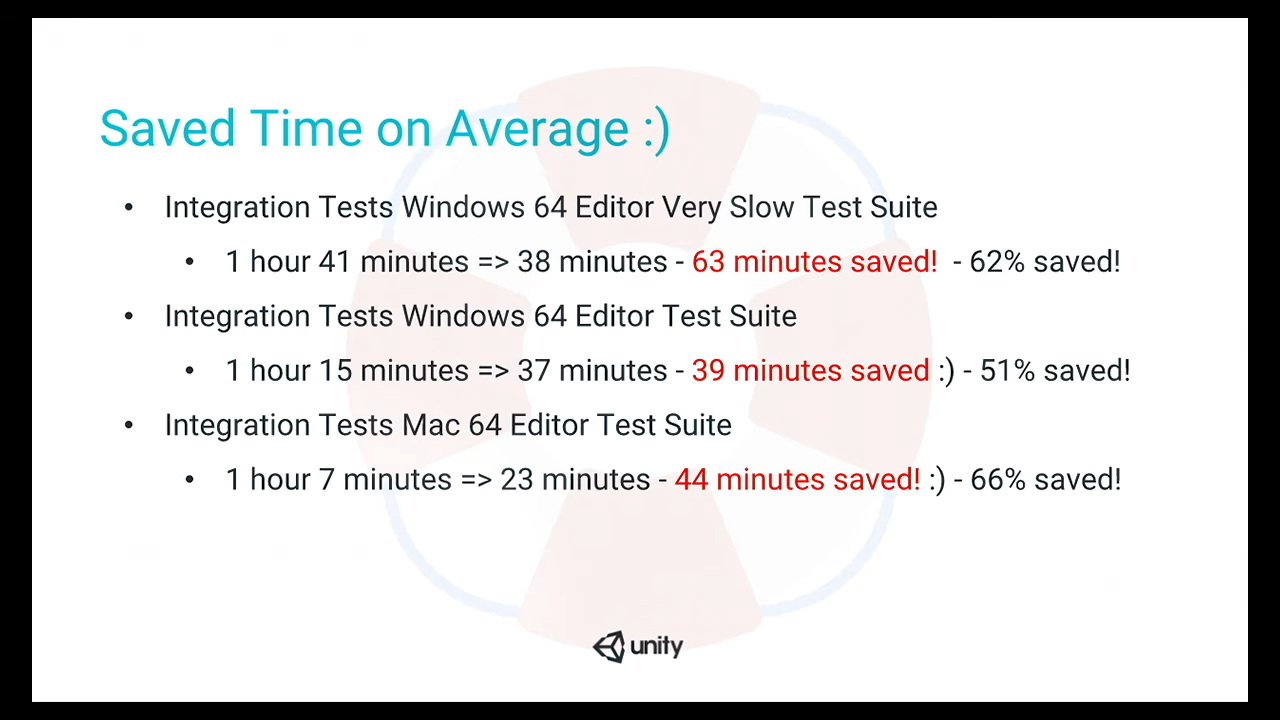 Saved Time on Average :)
• Integration Tests Windows 64 Editor Very Slow Test Suite
• 1 hour 41 minutes => 38 minutes - 63 minutes saved!  - 62% saved!
• Integration Tests Windows 64 Editor Test Suite
• 1 hour 15 minutes => 37 minutes - 39 minutes saved :) - 51% saved!
• Integration Tests Mac 64 Editor Test Suite
• 1 hour 7 minutes => 23 minutes - 44 minutes saved! :) - 66% saved!
unity